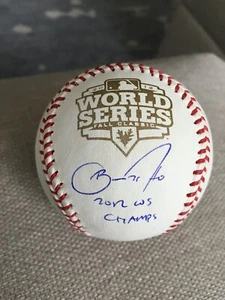 WORLD
SERIES
FALL CLASSIC
2012 WS
CHAMPS